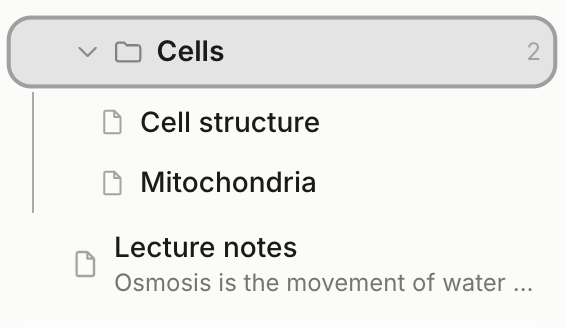 Cells 2
Cell structure
Mitochondria
Lecture notes
Osmosis is the movement of water ...